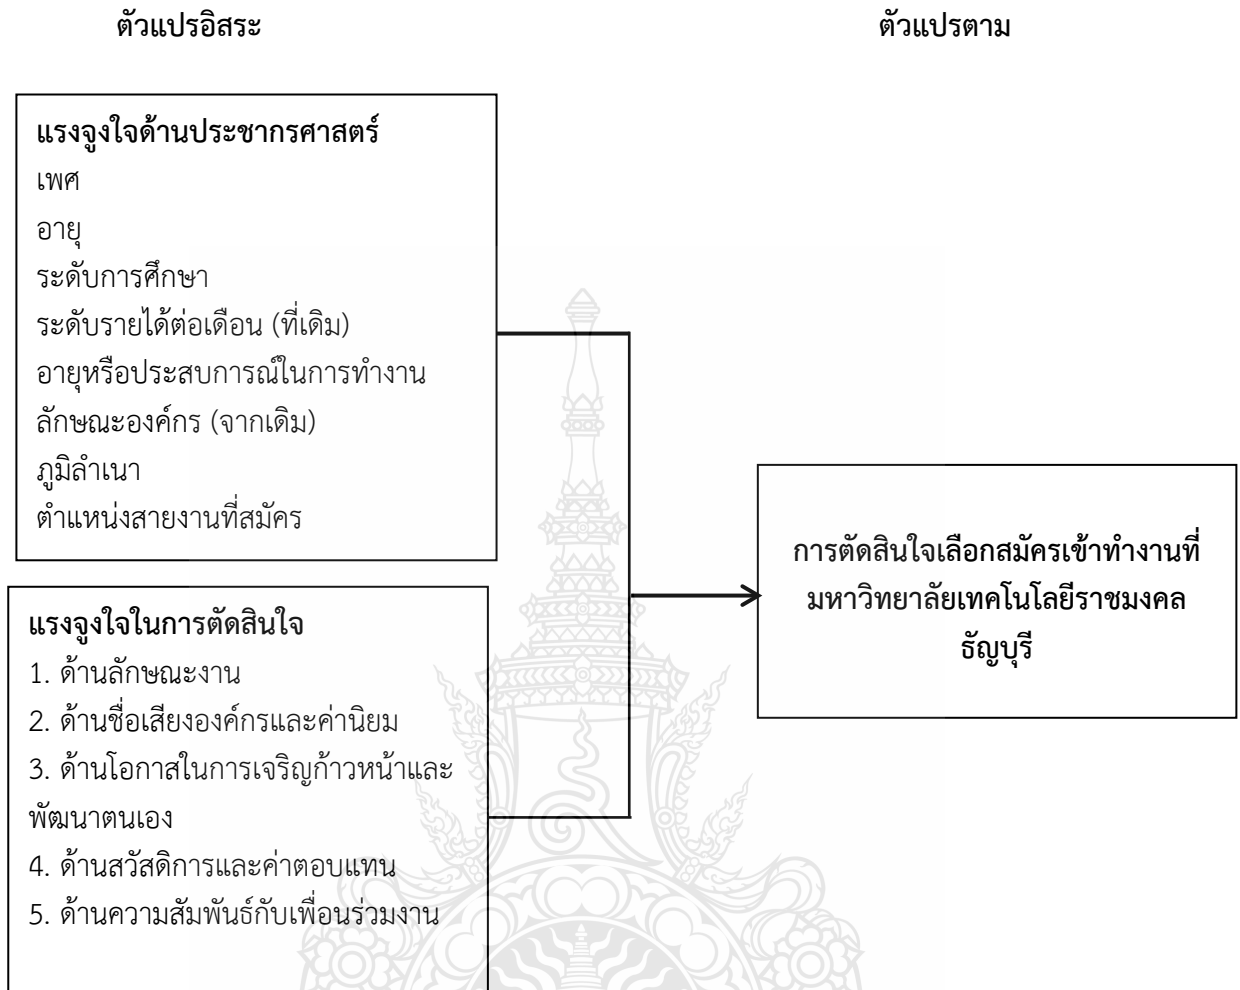 ตัวแปรอิสระ
ตัวแปรตาม
แรงจูงใจด้านประชากรศาสตร์
เพศ
อายุ
ระดับการศึกษา
ระดับรายได้ต่อเดือน (ที่เดิม)
อายุหรือประสบการณ์ในการทำงาน
ลักษณะองค์กร (จากเดิม)
ภูมิลำเนา
ตำแหน่งสายงานที่สมัคร
แรงจูงใจในการตัดสินใจ
1. ด้านลักษณะงาน
2. ด้านชื่อเสียงองค์กรและค่านิยม
3. ด้านโอกาสในการเจริญก้าวหน้าและ
พัฒนาตนเอง
4. ด้านสวัสดิการและค่าตอบแทน
5. ด้านความสัมพันธ์กับเพื่อนร่วมงาน
การตัดสินใจเลือกสมัครเข้าทำงานที่
มหาวิทยาลัยเทคโนโลยีราชมงคล
ธัญบุรี